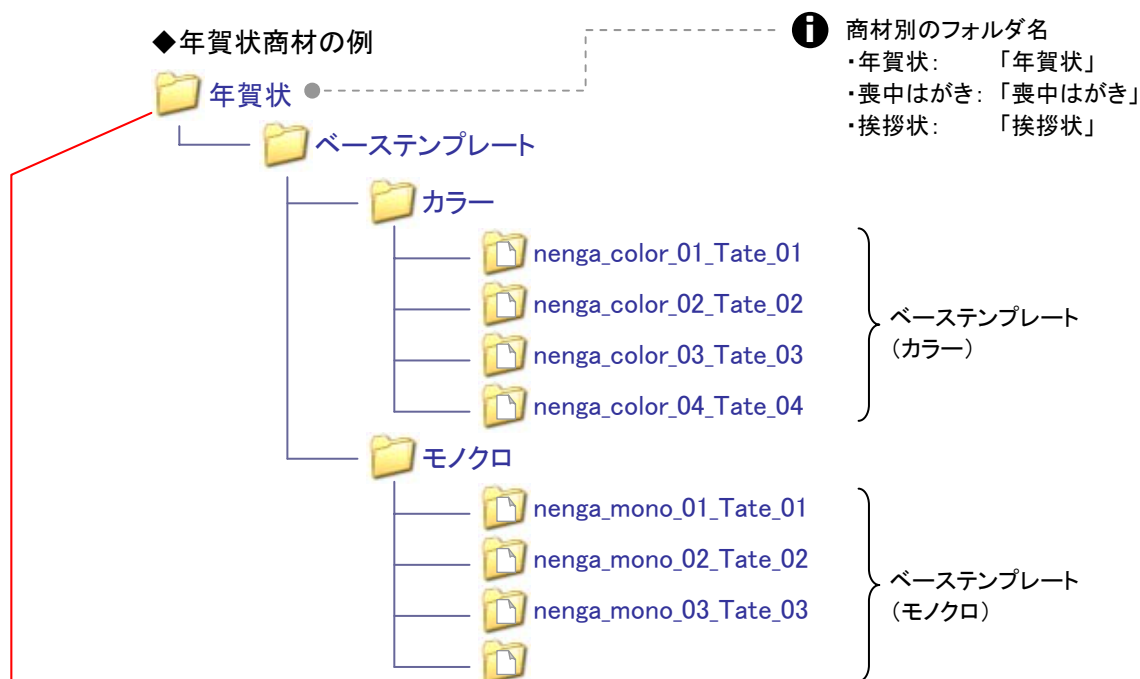 ◆年賀状商材の例
年賀状
ベーステンプレート
カラー
nenga_color_01_Tate_01
nenga_color_02_Tate_02
nenga_color_03_Tate_03
nenga_color_04_Tate_04
ベーステンプレート
（カラー）
モノクロ
nenga_mono_01_Tate_01
nenga_mono_02_Tate_02
nenga_mono_03_Tate_03
ベーステンプレート
（モノクロ）
i 商材別のフォルダ名
・年賀状： 「年賀状」
・喪中はがき： 「喪中はがき」
・挨拶状： 「挨拶状」